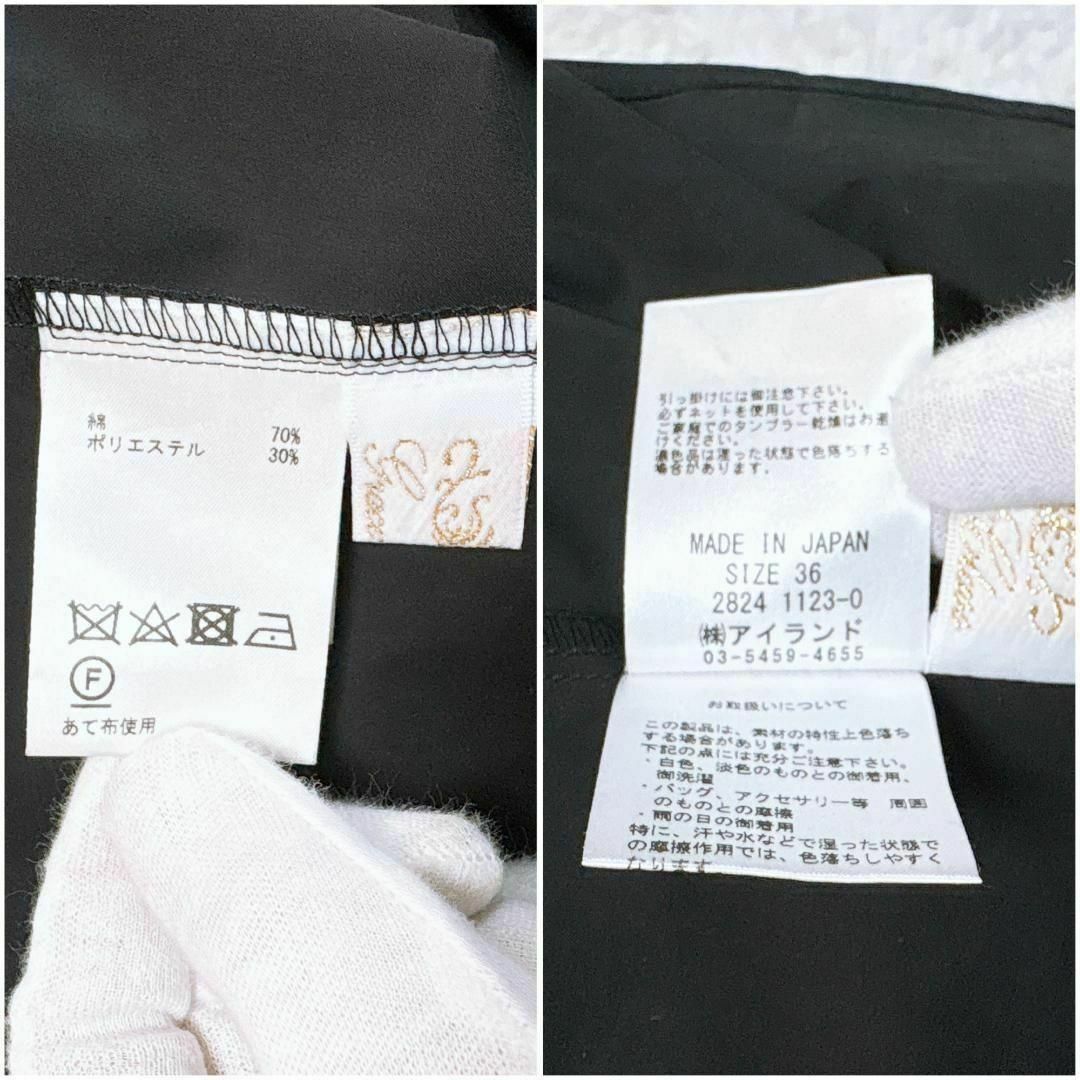 綿 70%
ポリエステル 30%
F
あて布使用
引っ掛けには御注意下さい。
必ずネットを使用して下さい。
ご家庭でのタンブラー乾燥はお避
けください。
濃色品は湿った状態で色落ちする
場合があります。
MADE IN JAPAN
SIZE 36
2824 1123-0
㈱アイランド
03-5459-4655
お取扱いについて
この製品は、素材の特性上色落ち
する場合があります。
下記の点には充分ご注意下さい。
・白色、淡色のものとの御着用、
御洗濯
・バッグ、アクセサリー等 周囲
のものとの摩擦
・雨の日の御着用
特に、汗や水などで湿った状態で
の摩擦作用では、色落ちしやすく
なります